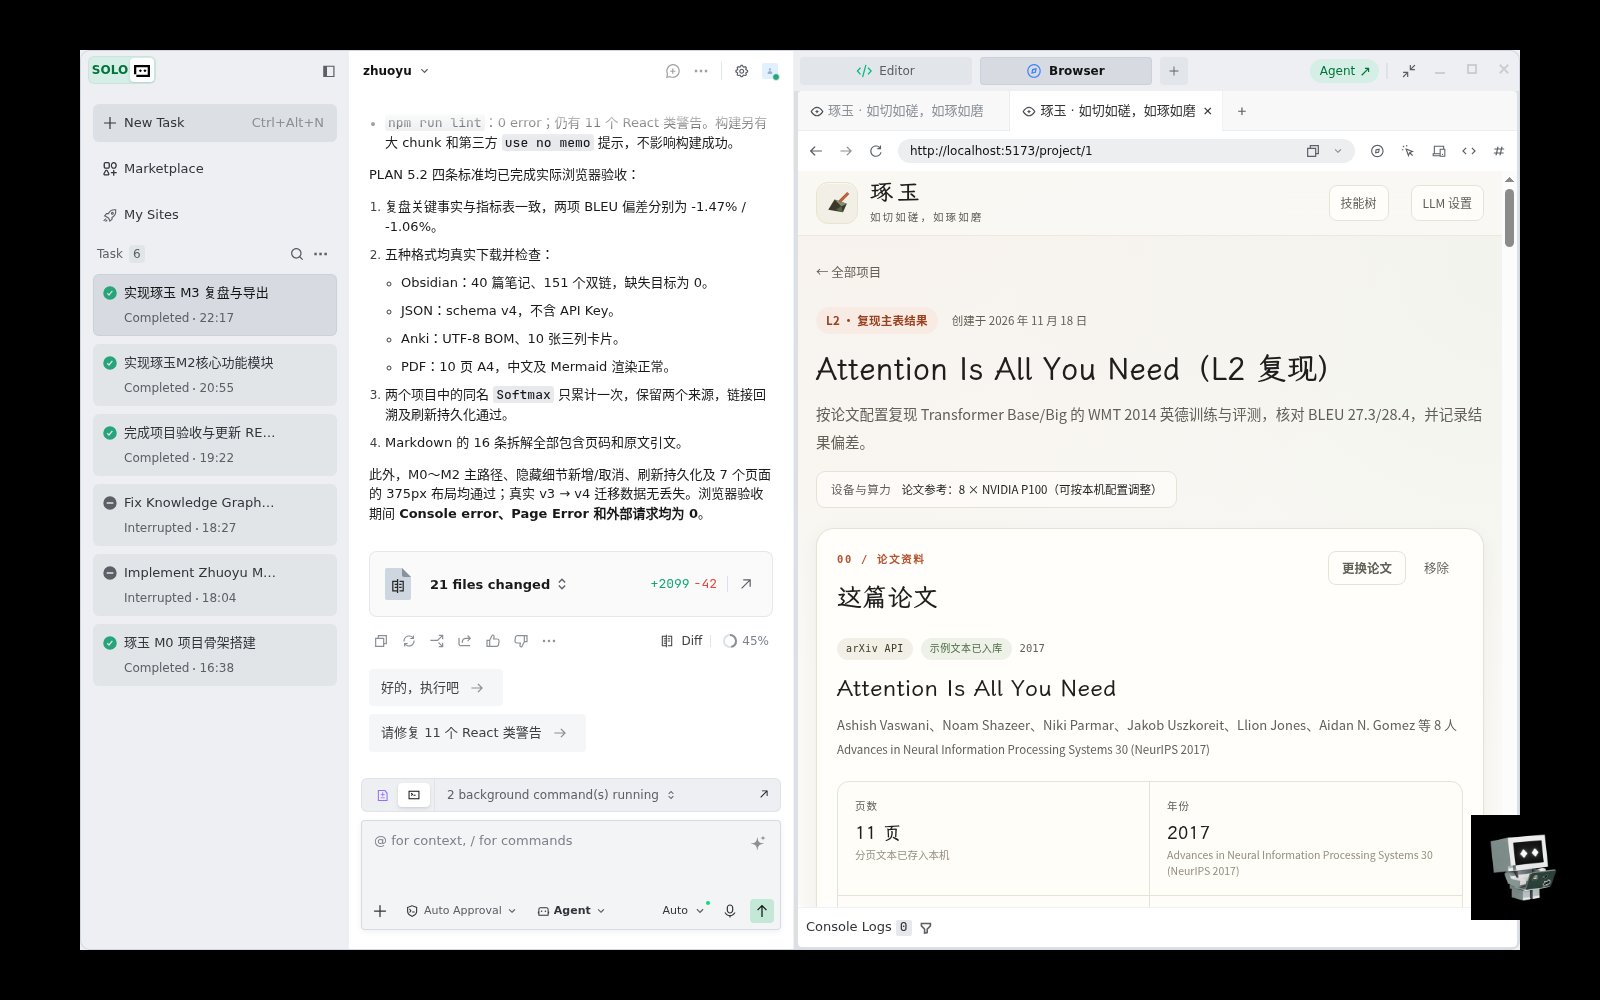 SOLO
New Task Ctrl+Alt+N
Marketplace
My Sites
Task 6
实现琢玉 M3 复盘与导出
Completed · 22:17
实现琢玉M2核心功能模块
Completed · 20:55
完成项目验收与更新 RE...
Completed · 19:22
Fix Knowledge Graph...
Interrupted · 18:27
Implement Zhuoyu M...
Interrupted · 18:04
琢玉 M0 项目骨架搭建
Completed · 16:38
zhuoyu
npm run lint：0 error；仍有 11 个 React 类警告。构建另有
大 chunk 和第三方 use no memo 提示，不影响构建成功。
PLAN 5.2 四条标准均已完成实际浏览器验收：
1. 复盘关键事实与指标表一致，两项 BLEU 偏差分别为 -1.47% /
-1.06%。
2. 五种格式均真实下载并检查：
Obsidian：40 篇笔记、151 个双链，缺失目标为 0。
JSON：schema v4，不含 API Key。
Anki：UTF-8 BOM、10 张三列卡片。
PDF：10 页 A4，中文及 Mermaid 渲染正常。
3. 两个项目中的同名 Softmax 只累计一次，保留两个来源，链接回
溯及刷新持久化通过。
4. Markdown 的 16 条拆解全部包含页码和原文引文。
此外，M0～M2 主路径、隐藏细节新增/取消、刷新持久化及 7 个页面
的 375px 布局均通过；真实 v3 → v4 迁移数据无丢失。浏览器验收
期间 Console error、Page Error 和外部请求均为 0。
21 files changed +2099 -42
Diff 45%
好的，执行吧
请修复 11 个 React 类警告
2 background command(s) running
@ for context, / for commands
Auto Approval Agent Auto
Editor Browser Agent
琢玉 · 如切如磋，如琢如磨 琢玉 · 如切如磋，如琢如磨
http://localhost:5173/project/1
琢玉
如切如磋，如琢如磨
技能树 LLM 设置
← 全部项目
L2 · 复现主表结果 创建于 2026 年 11 月 18 日
Attention Is All You Need（L2 复现）
按论文配置复现 Transformer Base/Big 的 WMT 2014 英德训练与评测，核对 BLEU 27.3/28.4，并记录结
果偏差。
设备与算力 论文参考：8 × NVIDIA P100（可按本机配置调整）
00 / 论文资料
这篇论文
更换论文 移除
arXiv API 示例文本已入库 2017
Attention Is All You Need
Ashish Vaswani、Noam Shazeer、Niki Parmar、Jakob Uszkoreit、Llion Jones、Aidan N. Gomez 等 8 人
Advances in Neural Information Processing Systems 30 (NeurIPS 2017)
页数
11 页
分页文本已存入本机
年份
2017
Advances in Neural Information Processing Systems 30
(NeurIPS 2017)
Console Logs 0